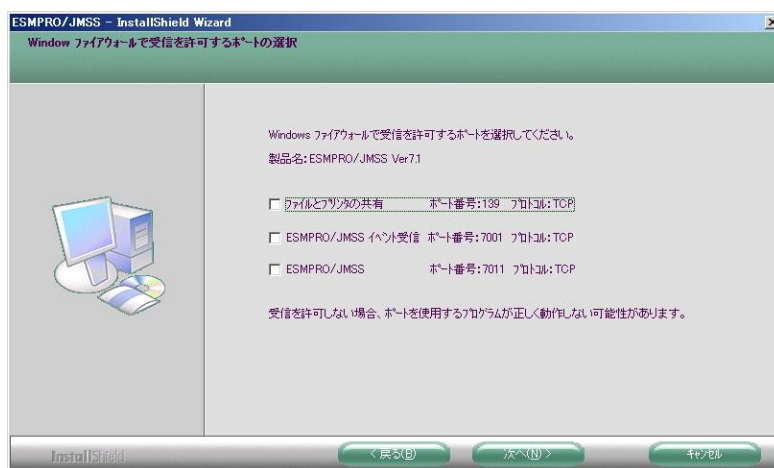 ESMPRO/JMSS - InstallShield Wizard
Window ファイアウォールで受信を許可するポートの選択
Windows ファイアウォールで受信を許可するポートを選択してください。
製品名:ESMPRO/JMSS Ver7.1
ファイルとプリンタの共有 ポート番号:139 プロトコル:TCP
ESMPRO/JMSS イベント受信 ポート番号:7001 プロトコル:TCP
ESMPRO/JMSS ポート番号:7011 プロトコル:TCP
受信を許可しない場合、ポートを使用するプログラムが正しく動作しない可能性があります。
InstallShield
< 戻る(B) 次へ(N) > キャンセル